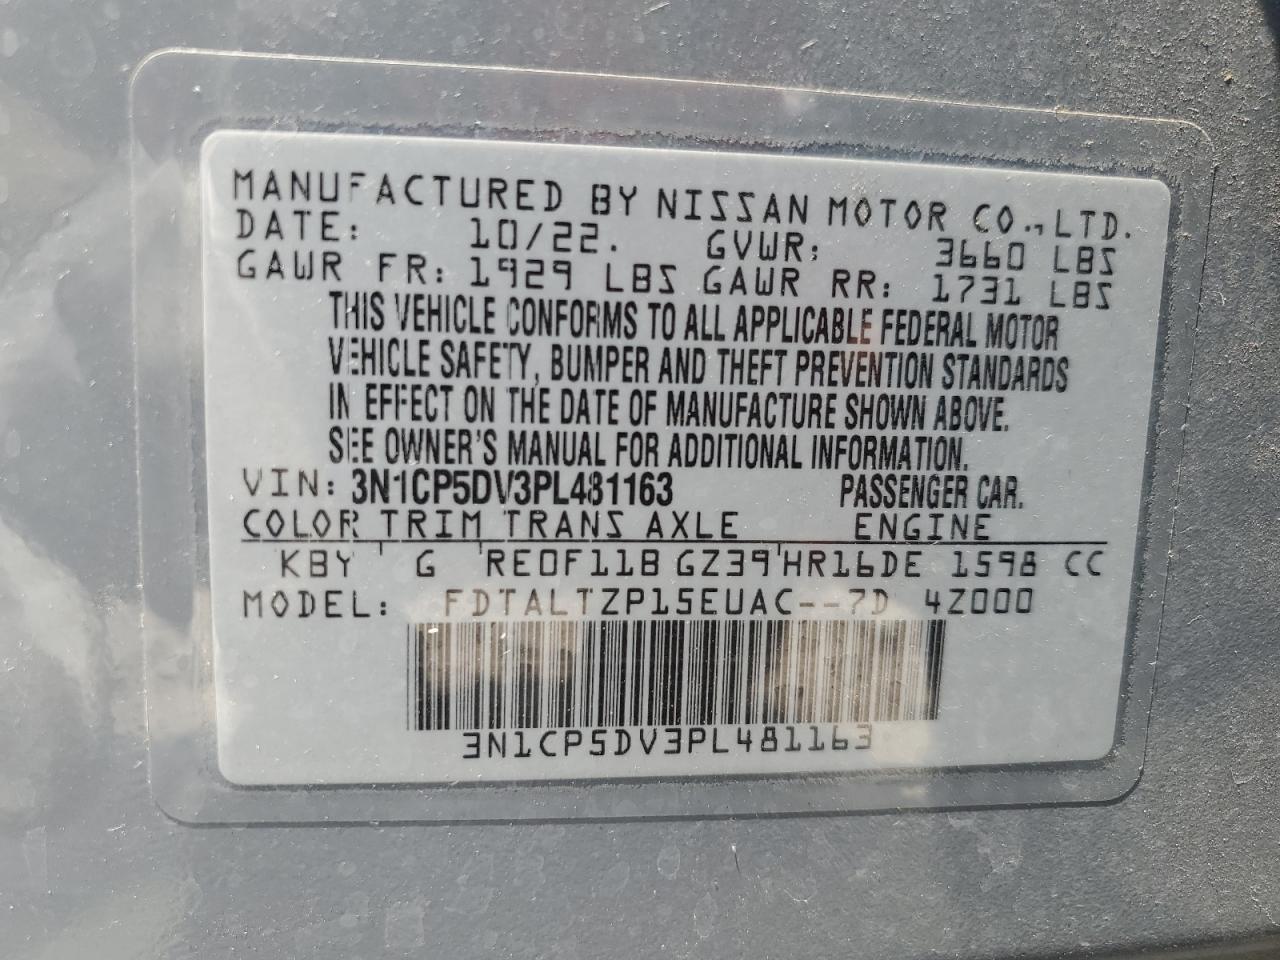 MANUFACTURED BY NISSAN MOTOR CO., LTD.
DATE: 10/22. GVWR: 3660 LBS
GAWR FR: 1929 LBS GAWR RR: 1731 LBS
THIS VEHICLE CONFORMS TO ALL APPLICABLE FEDERAL MOTOR
VEHICLE SAFETY, BUMPER AND THEFT PREVENTION STANDARDS
IN EFFECT ON THE DATE OF MANUFACTURE SHOWN ABOVE.
SEE OWNER'S MANUAL FOR ADDITIONAL INFORMATION.
VIN: 3N1CP5DV3PL481163 PASSENGER CAR.
COLOR TRIM TRANS AXLE ENGINE
KBY ' G ' RE0F11B GZ39 ' HR16DE 1598 CC
MODEL: FDTALTZP15EUAC--7D 4Z000
3N1CP5DV3PL481163